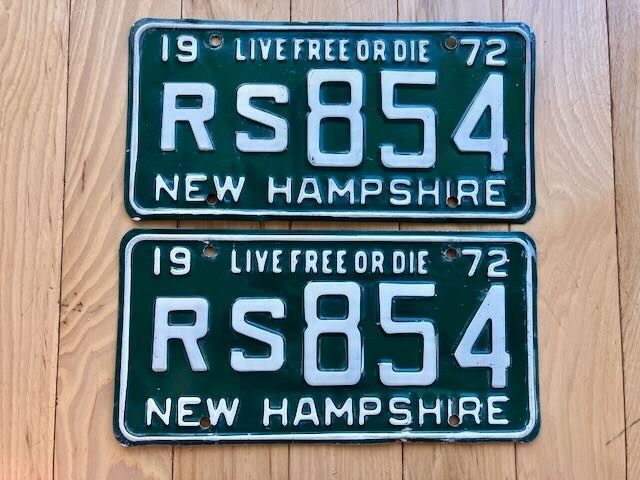 19 LIVE FREE OR DIE 72
RS854
NEW HAMPSHIRE
19 LIVE FREE OR DIE 72
RS854
NEW HAMPSHIRE